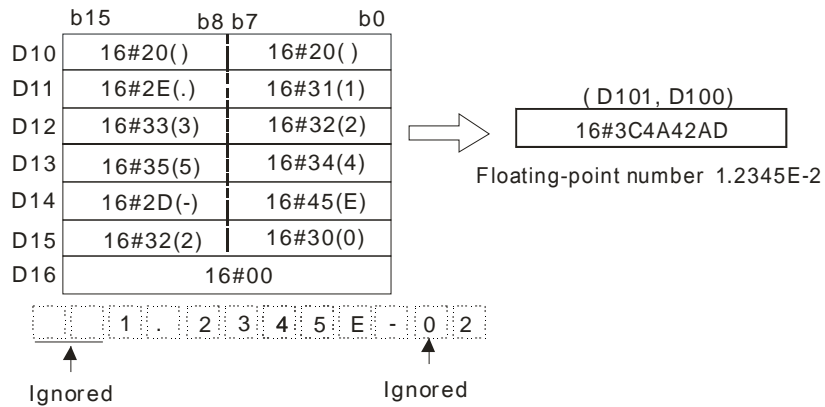 b15 b8 b7 b0
D10 16#20( ) 16#20( )
D11 16#2E(.) 16#31(1)
D12 16#33(3) 16#32(2)
D13 16#35(5) 16#34(4)
D14 16#2D(-) 16#45(E)
D15 16#32(2) 16#30(0)
D16 16#00
(D101, D100)
16#3C4A42AD
Floating-point number 1.2345E-2
1 . 2 3 4 5 E - 0 2
Ignored Ignored